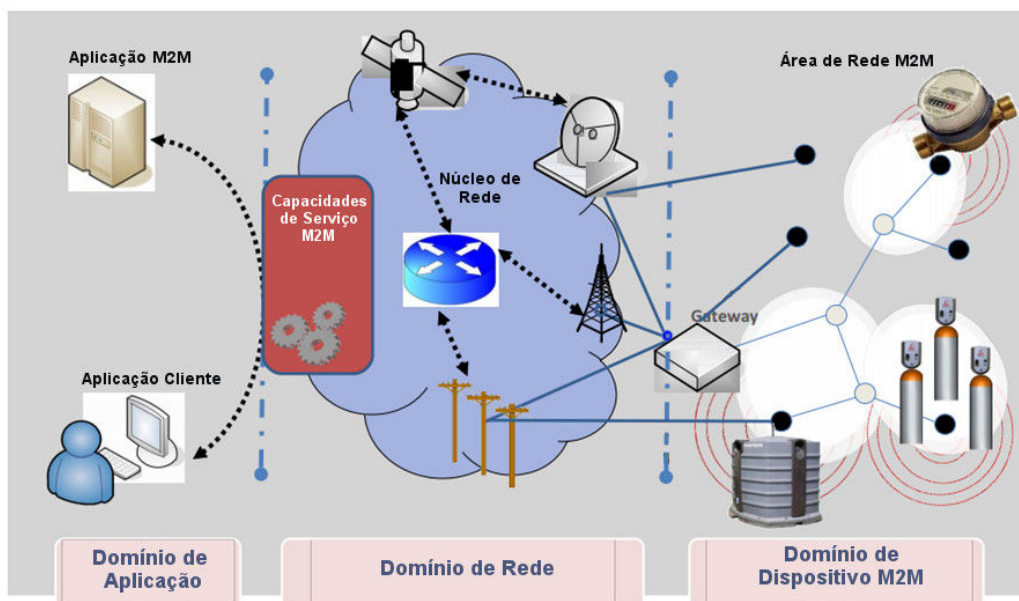 Aplicação M2M
Área de Rede M2M
Núcleo de
Rede
Capacidades
de Serviço
M2M
Gateway
Aplicação Cliente
Domínio de
Aplicação
Domínio de Rede
Domínio de
Dispositivo M2M